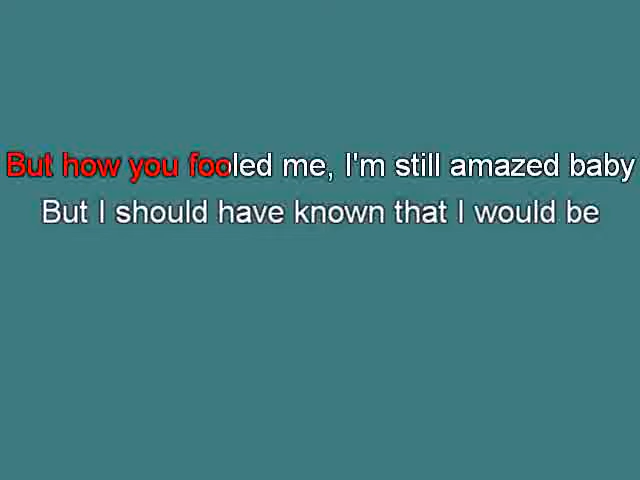 But how you fooled me, I'm still amazed baby
But I should have known that I would be